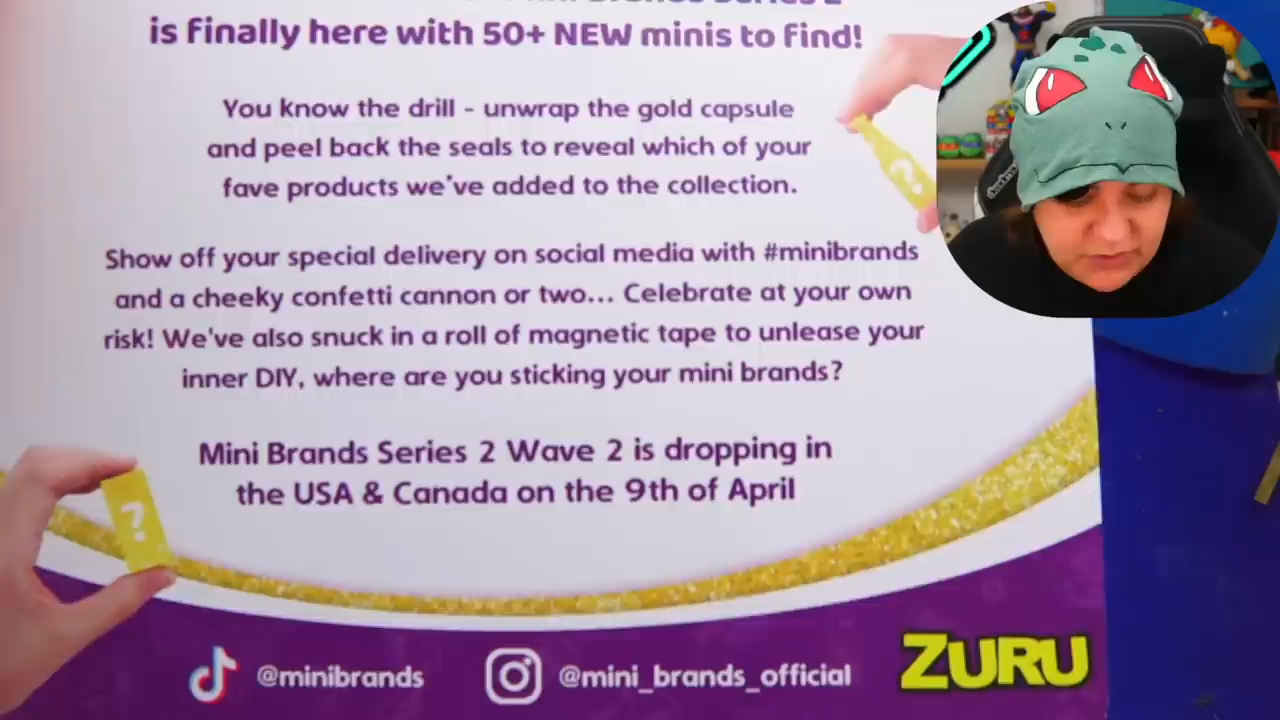 is finally here with 50+ NEW minis to find!
You know the drill - unwrap the gold capsule
and peel back the seals to reveal which of your
fave products we've added to the collection.
Show off your special delivery on social media with #minibrands
and a cheeky confetti cannon or two... Celebrate at your own
risk! We've also snuck in a roll of magnetic tape to unlease your
inner DIY, where are you sticking your mini brands?
Mini Brands Series 2 Wave 2 is dropping in
the USA & Canada on the 9th of April
?
?
@minibrands
@mini_brands_official
ZURU